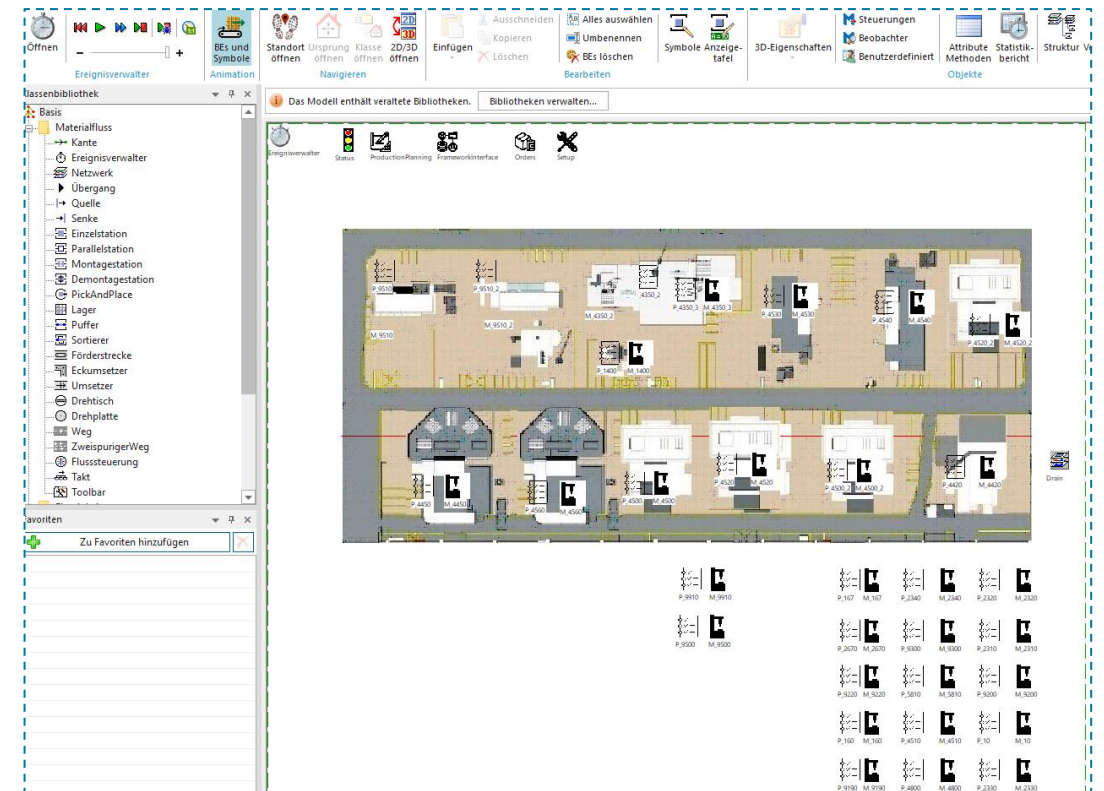 Öffnen
BEs und
Symbole
Standort
öffnen
Ursprung
öffnen
Klasse
öffnen
2D/3D
öffnen
Einfügen
Ausschneiden
Kopieren
Löschen
Alles auswählen
Umbenennen
BEs löschen
Symbole
Anzeige-
tafel
3D-Eigenschaften
Steuerungen
Beobachter
Benutzerdefiniert
Attribute
Methoden
Statistik-
bericht
Struktur
Ereignisverwalter
Animation
Navigieren
Bearbeiten
Objekte
lassenbibliothek
Das Modell enthält veraltete Bibliotheken.
Bibliotheken verwalten...
Basis
Materialfluss
Kante
Ereignisverwalter
Netzwerk
Übergang
Quelle
Senke
Einzelstation
Parallelstation
Montagestation
Demontagestation
PickAndPlace
Lager
Puffer
Sortierer
Förderstrecke
Eckumsetzer
Umsetzer
Drehtisch
Drehplatte
Weg
ZweispurigerWeg
Flusssteuerung
Takt
Toolbar
avoriten
Zu Favoriten hinzufügen
Ereignisverwalter
Status
ProductionPlanning
FrameworkInterface
Orders
Setup
P_9510
P_9510_2
4350_2
P_4350_3
M_4350_3
P_4530
M_4530
P_4540
M_4540
M_4350_2
M_9510_2
M_9510
P_4520_2
M_4520_2
P_1400
M_1400
P_4450
M_4450
P_4560
M_4560
P_4500
M_4500
P_4520
M_4520
P_4500_2
M_4500_2
P_4420
M_4420
Drain
P_9910 M_9910
P_167 M_167 P_2340 M_2340 P_2320 M_2320
P_9500 M_9500
P_2670 M_2670 P_9300 M_9300 P_2310 M_2310
P_9220 M_9220 P_5810 M_5810 P_9200 M_9200
P_160 M_160 P_4510 M_4510 P_10 M_10
P_9190 M_9190 P_4800 M_4800 P_2330 M_2330